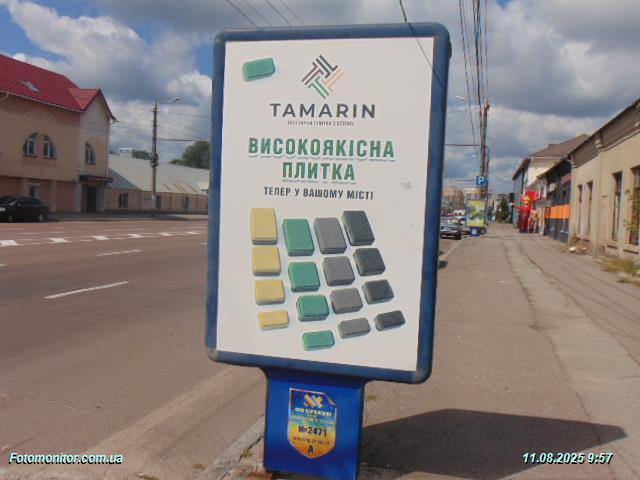 TAMARIN
ВИСОКОЯКІСНА
ПЛИТКА
ТЕПЕР У ВАШОМУ МІСТІ
№2471
А
P
Fotomonitor.com.ua
11.08.2025 9:57